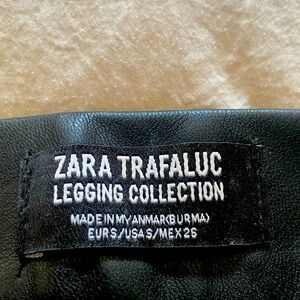 ZARA TRAFALUC
LEGGING COLLECTION
MADE IN MYANMAR(BURMA)
EUR S/USA S/MEX 26